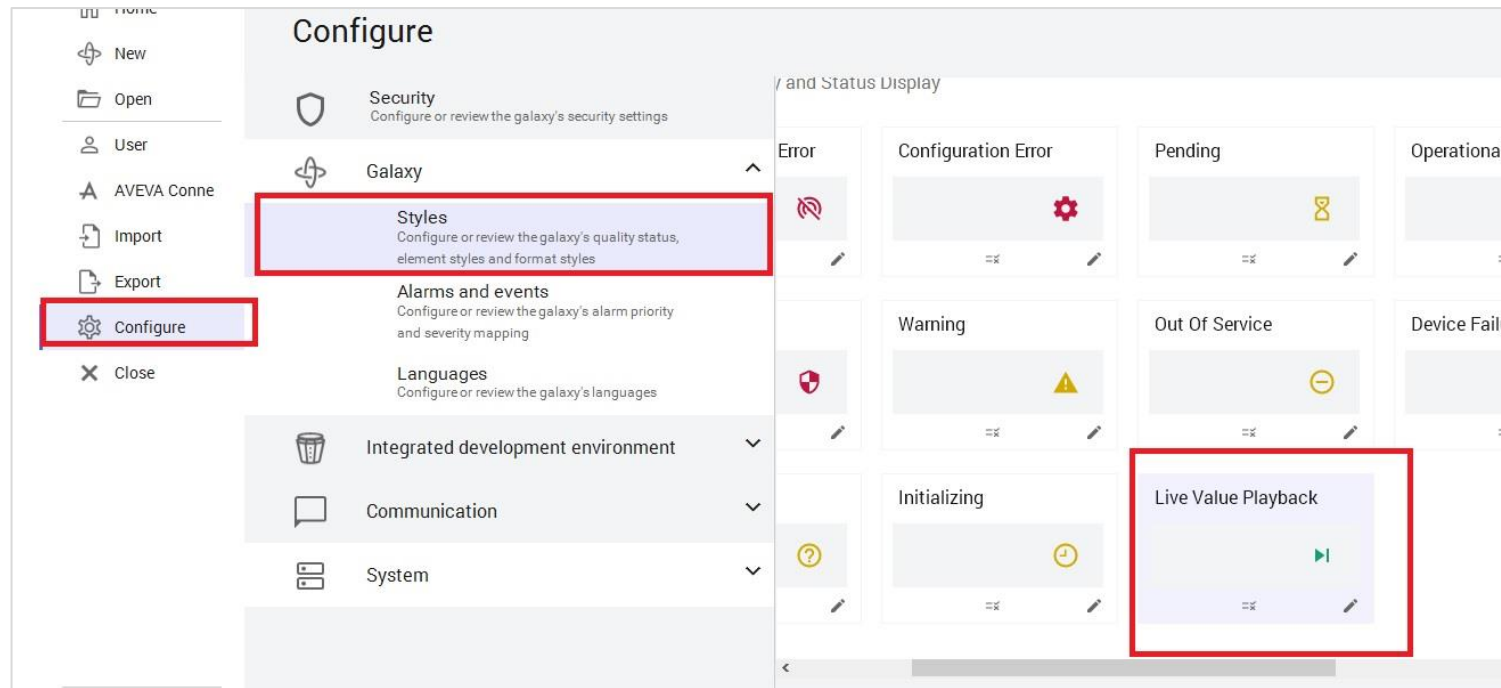 Home
New
Open
User
AVEVA Conne
Import
Export
Configure
Close
Configure
Security
Configure or review the galaxy's security settings
Galaxy
Styles
Configure or review the galaxy's quality status,
element styles and format styles
Alarms and events
Configure or review the galaxy's alarm priority
and severity mapping
Languages
Configure or review the galaxy's languages
Integrated development environment
Communication
System
and Status Display
Error
Configuration Error
Pending
Operationa
Warning
Out Of Service
Device Fail
Initializing
Live Value Playback